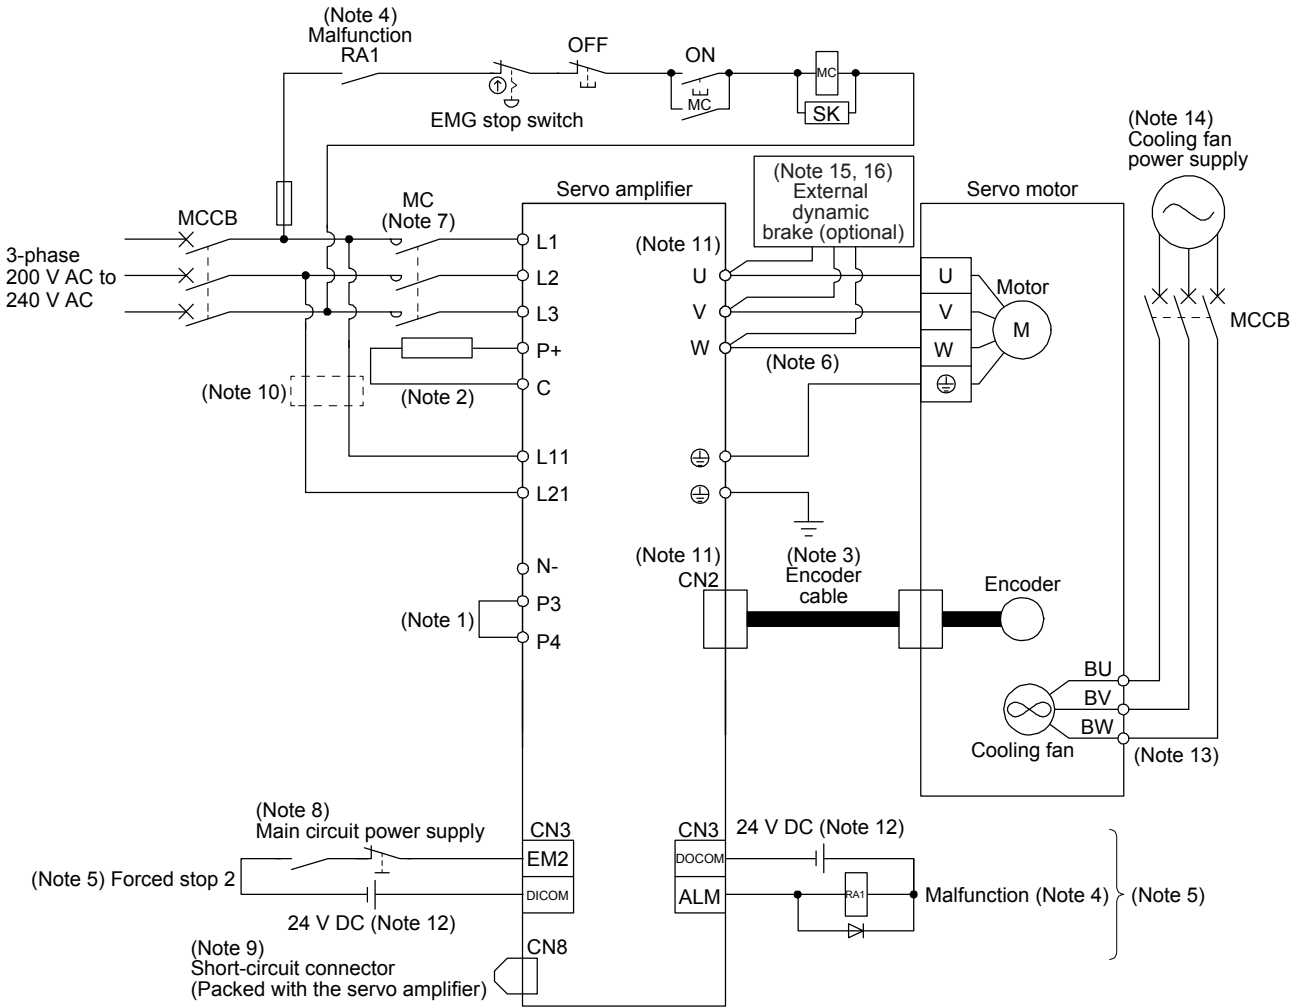 (Note 4)
Malfunction
RA1
OFF
ON
MC
MC
SK
EMG stop switch
(Note 14)
Cooling fan
power supply
MCCB
3-phase
200 V AC to
240 V AC
MCCB
MC
(Note 7)
Servo amplifier
(Note 15, 16)
External
dynamic
brake (optional)
Servo motor
L1
L2
L3
P+
C
(Note 11)
U
V
W
(Note 6)
U
V
W
Motor
M
(Note 10)
(Note 2)
L11
L21
N-
P3
P4
(Note 1)
(Note 11)
CN2
(Note 3)
Encoder
cable
Encoder
BU
BV
BW
Cooling fan
(Note 13)
(Note 8)
Main circuit power supply
(Note 5) Forced stop 2
24 V DC (Note 12)
CN3
EM2
DICOM
CN3
DOCOM
ALM
24 V DC (Note 12)
RA1
Malfunction (Note 4)
(Note 5)
(Note 9)
Short-circuit connector
(Packed with the servo amplifier)
CN8